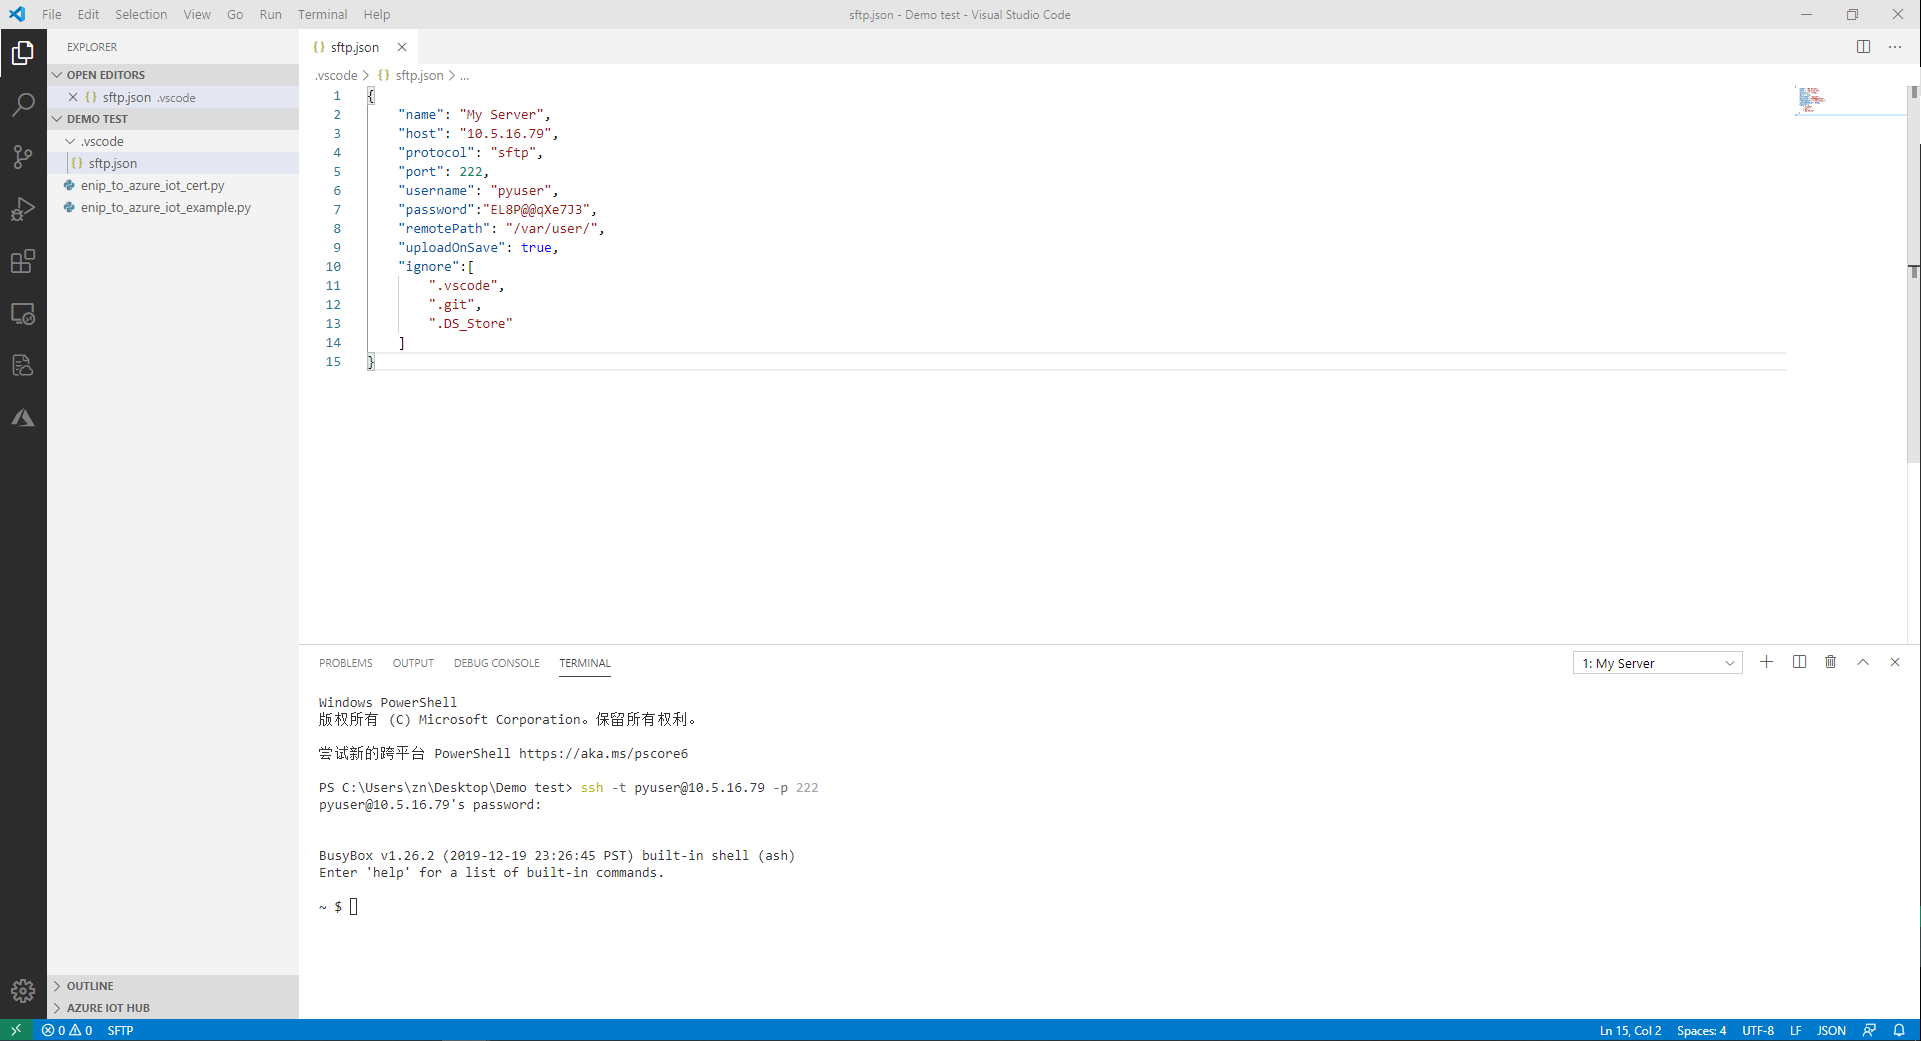 File Edit Selection View Go Run Terminal Help
sftp.json - Demo test - Visual Studio Code
EXPLORER
OPEN EDITORS
{} sftp.json .vscode
DEMO TEST
.vscode
{} sftp.json
enip_to_azure_iot_cert.py
enip_to_azure_iot_example.py
OUTLINE
AZURE IOT HUB
{} sftp.json
.vscode > {} sftp.json > ...
1 {
2 "name": "My Server",
3 "host": "10.5.16.79",
4 "protocol": "sftp",
5 "port": 222,
6 "username": "pyuser",
7 "password":"EL8P@@qXe7J3",
8 "remotePath": "/var/user/",
9 "uploadOnSave": true,
10 "ignore":[
11 ".vscode",
12 ".git",
13 ".DS_Store"
14 ]
15 }
PROBLEMS OUTPUT DEBUG CONSOLE TERMINAL
1: My Server
Windows PowerShell
版权所有 (C) Microsoft Corporation。保留所有权利。
尝试新的跨平台 PowerShell https://aka.ms/pscore6
PS C:\Users\zn\Desktop\Demo test> ssh -t pyuser@10.5.16.79 -p 222
pyuser@10.5.16.79's password:
BusyBox v1.26.2 (2019-12-19 23:26:45 PST) built-in shell (ash)
Enter 'help' for a list of built-in commands.
~ $
0 0 SFTP
Ln 15, Col 2 Spaces: 4 UTF-8 LF JSON